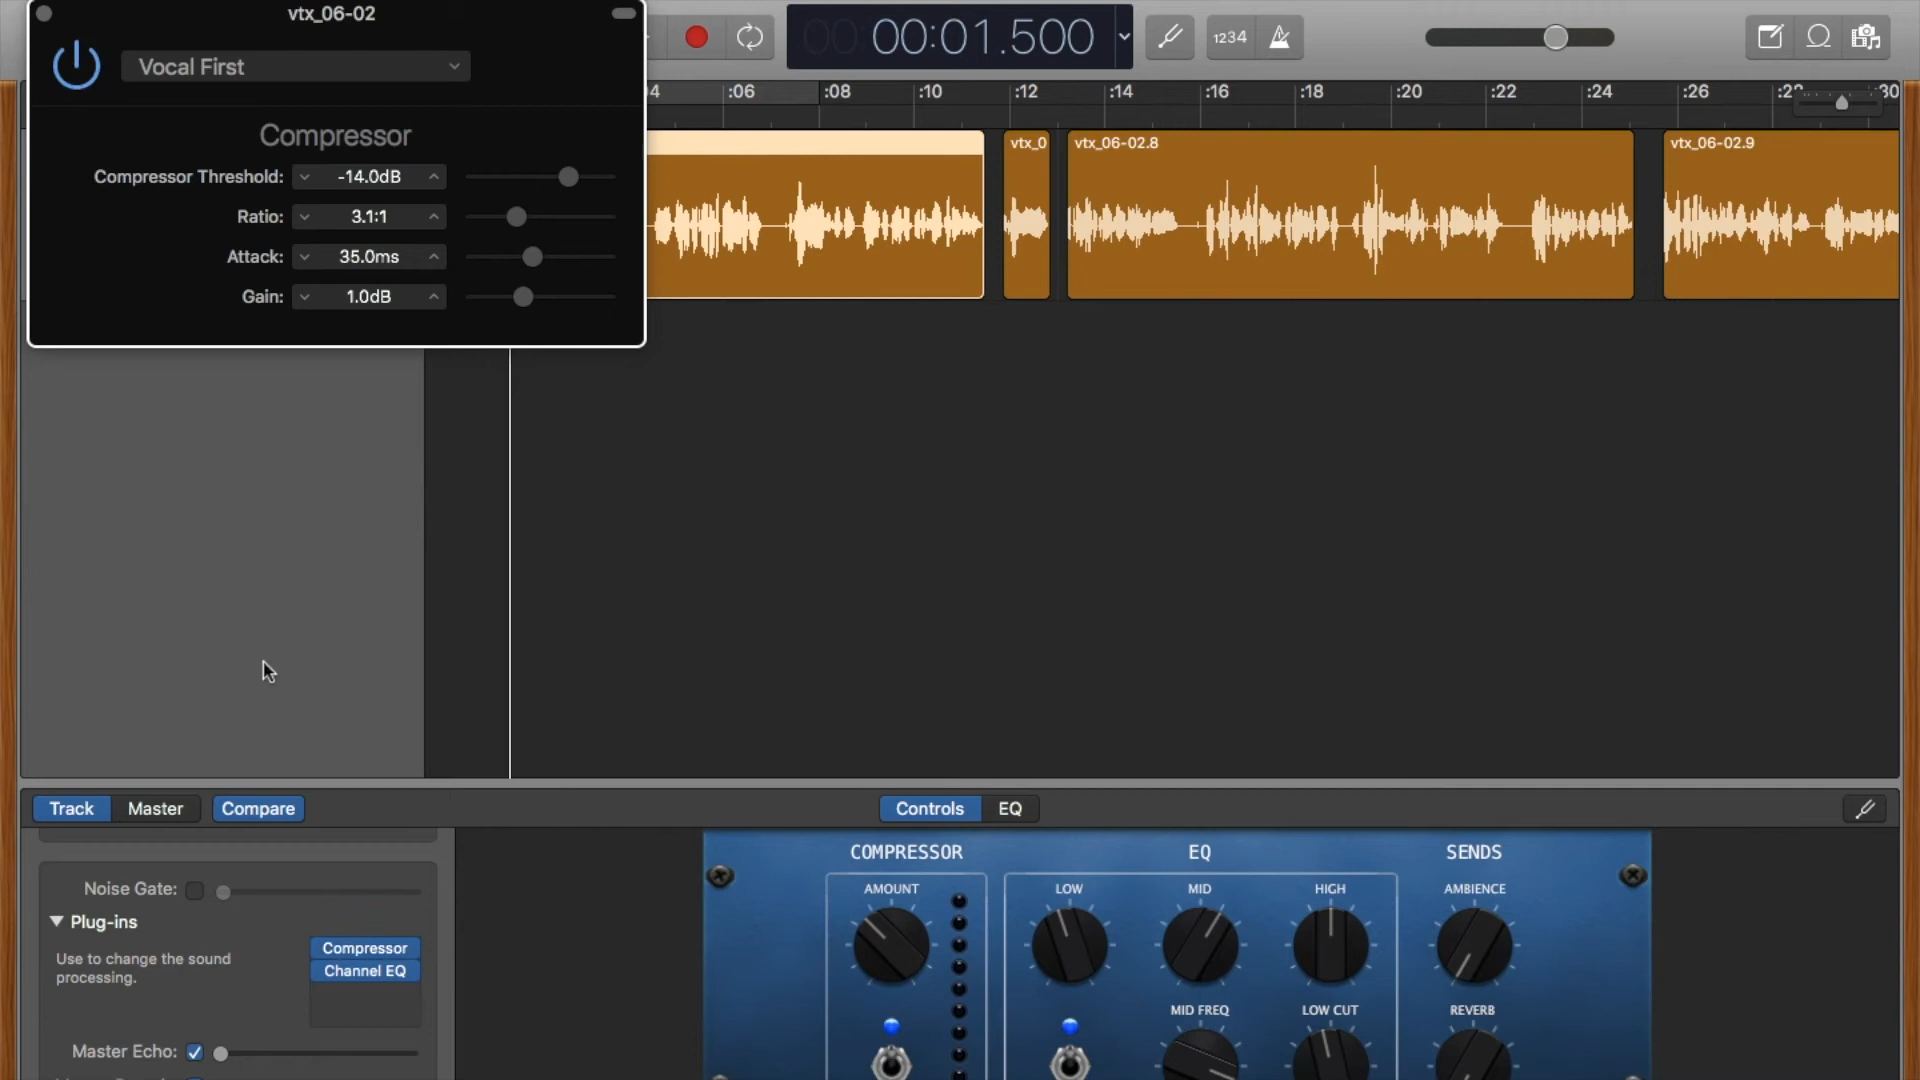 vtx_06-02
Vocal First
Compressor
Compressor Threshold: -14.0dB
Ratio: 3.1:1
Attack: 35.0ms
Gain: 1.0dB
00:00:01.500
1234
:06 :08 :10 :12 :14 :16 :18 :20 :22 :24 :26
vtx_0 vtx_06-02.8 vtx_06-02.9
Track Master Compare Controls EQ
Noise Gate:
Plug-ins
Use to change the sound
processing.
Compressor
Channel EQ
Master Echo:
COMPRESSOR EQ SENDS
AMOUNT LOW MID HIGH AMBIENCE
MID FREQ LOW CUT REVERB